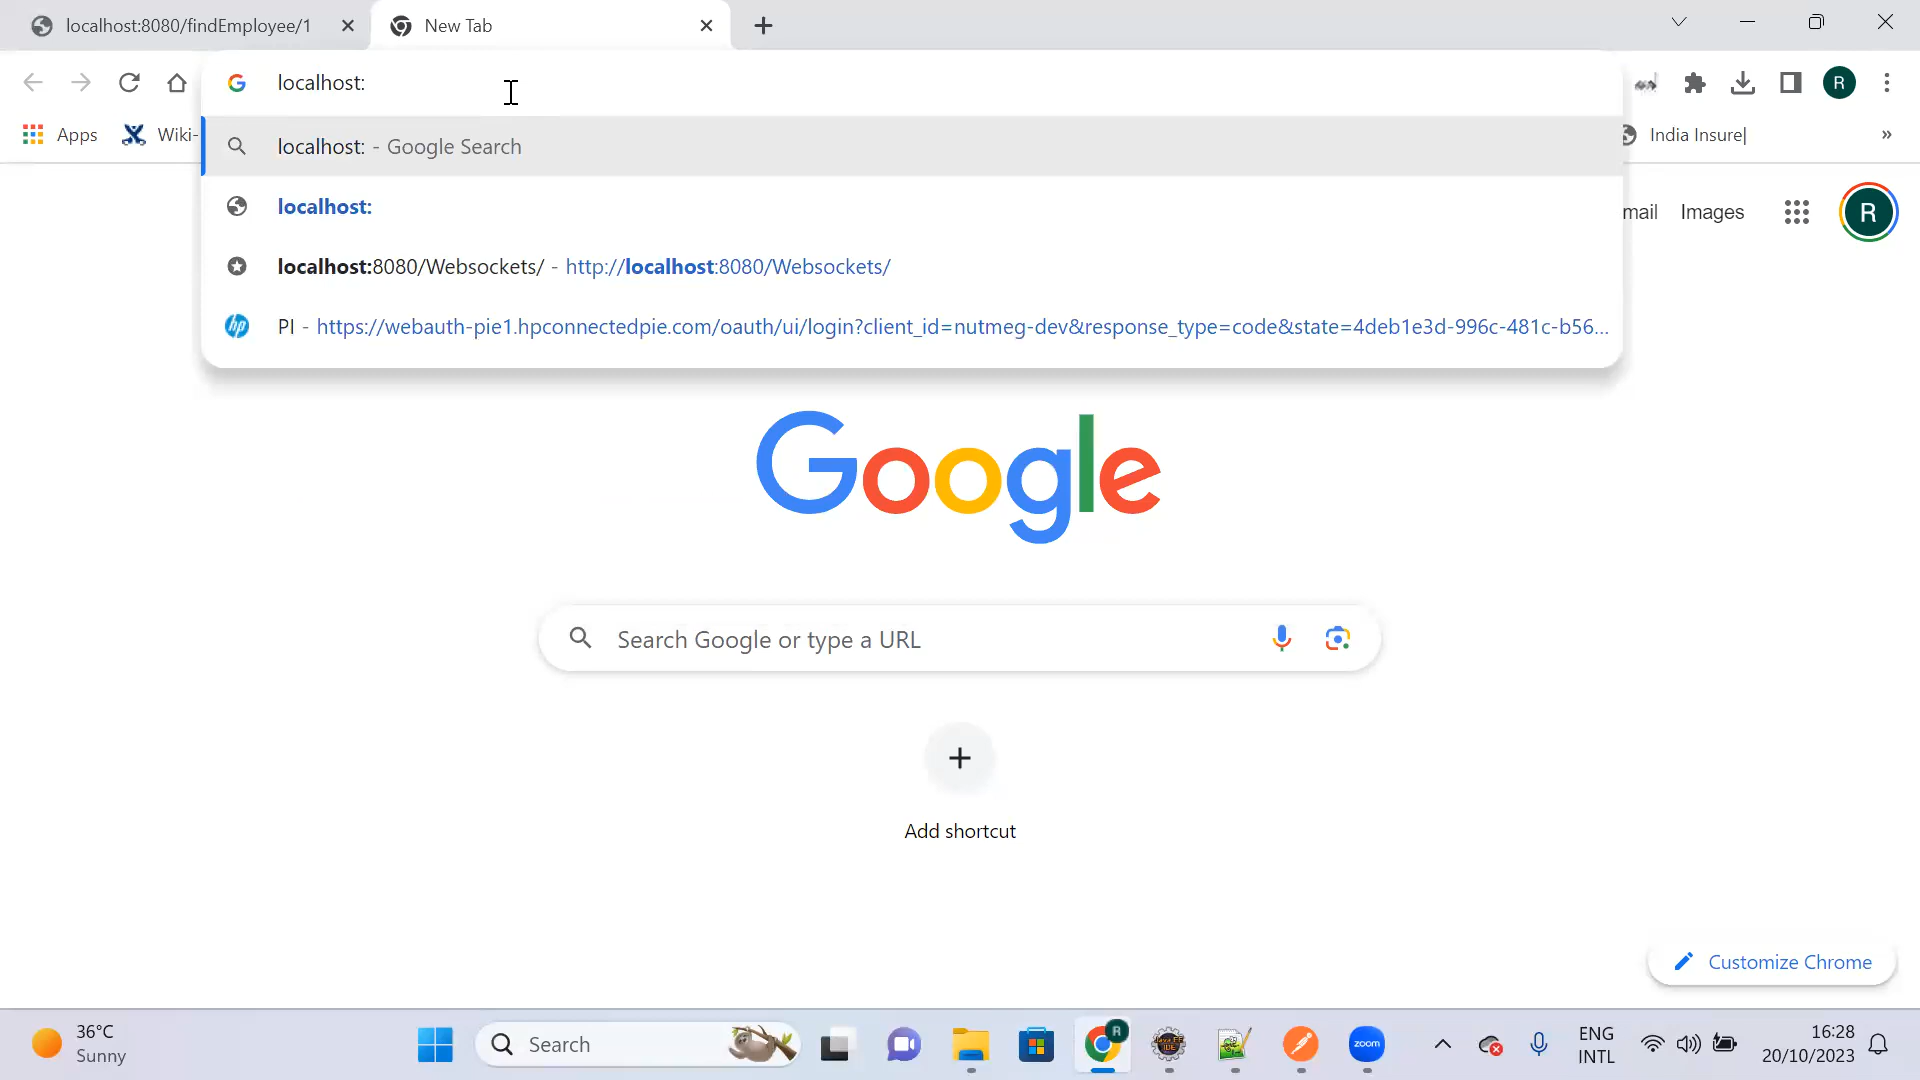 localhost:8080/findEmployee/1
New Tab
localhost:
R
Apps
Wiki-
India Insure|
»
localhost: - Google Search
localhost:
localhost:8080/Websockets/ - http://localhost:8080/Websockets/
hp PI - https://webauth-pie1.hpconnectedpie.com/oauth/ui/login?client_id=nutmeg-dev&response_type=code&state=4deb1e3d-996c-481c-b56...
mail
Images
R
Google
Search Google or type a URL
Add shortcut
Customize Chrome
36°C
Sunny
Search
R
zoom
ENG
INTL
16:28
20/10/2023